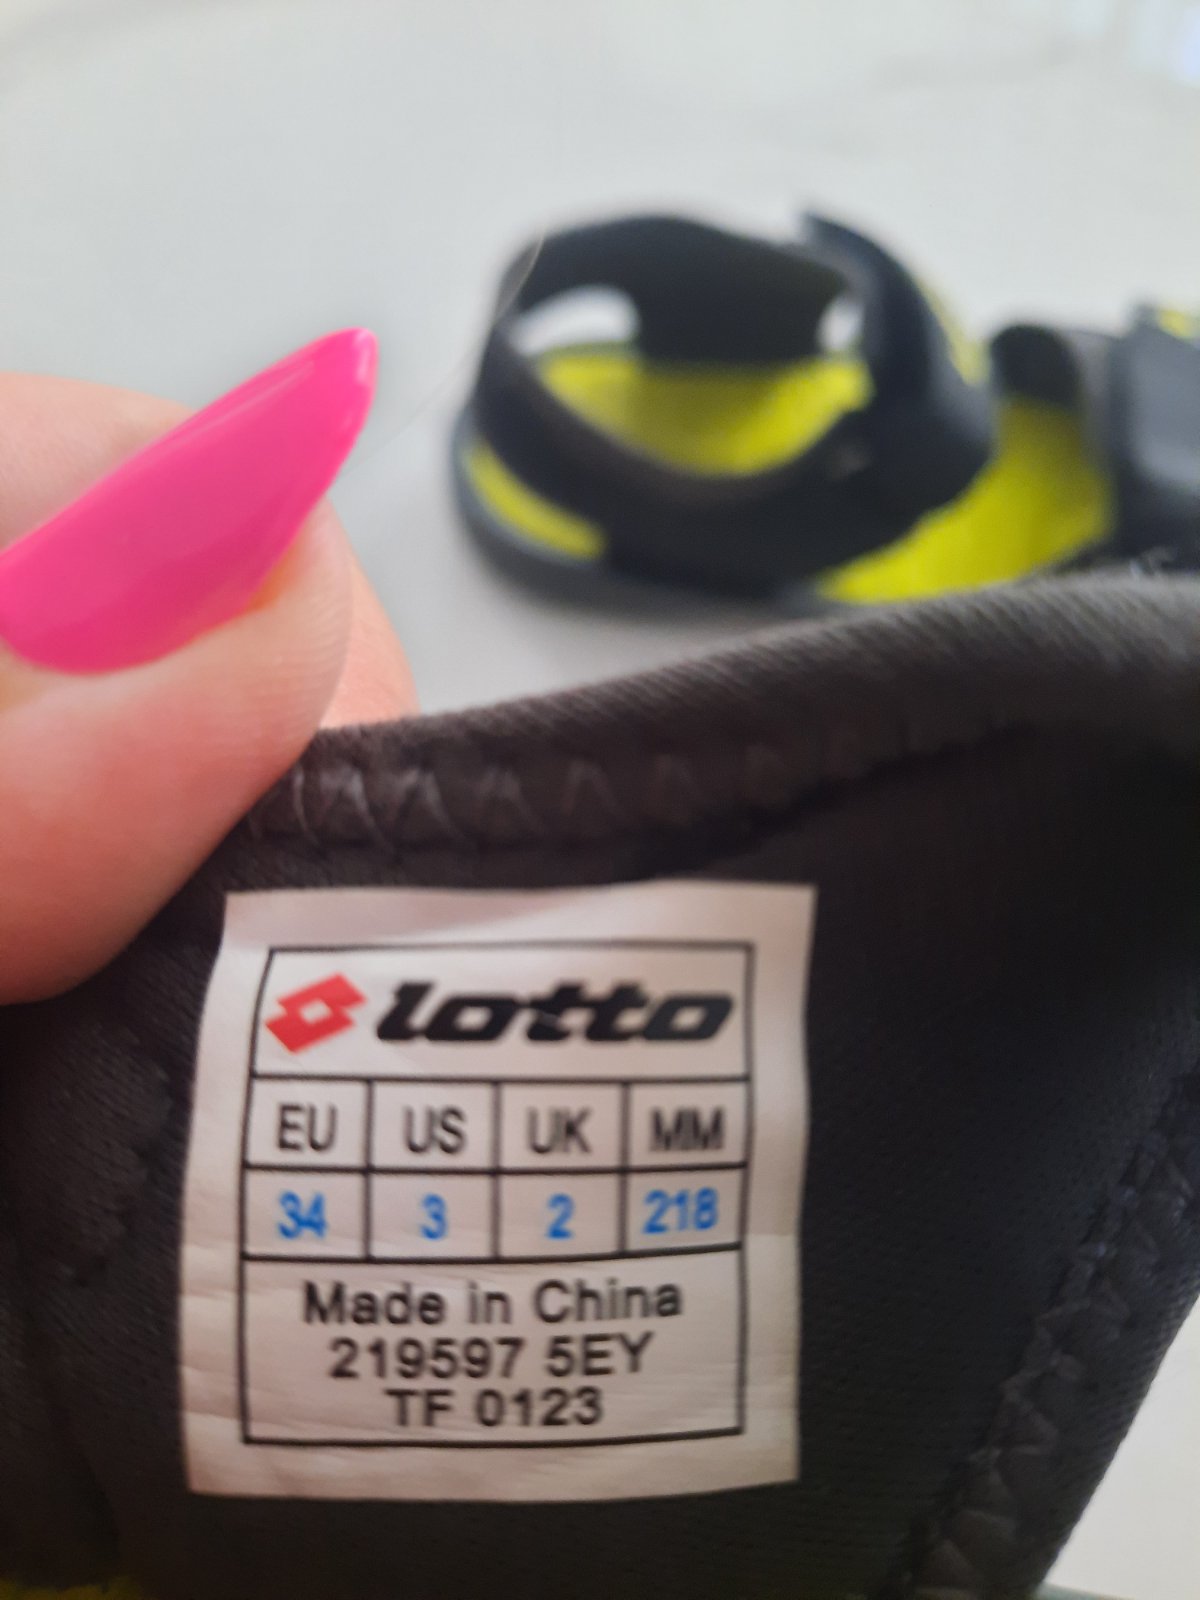 lotto
EU US UK MM
34 3 2 218
Made in China
219597 5EY
TF 0123